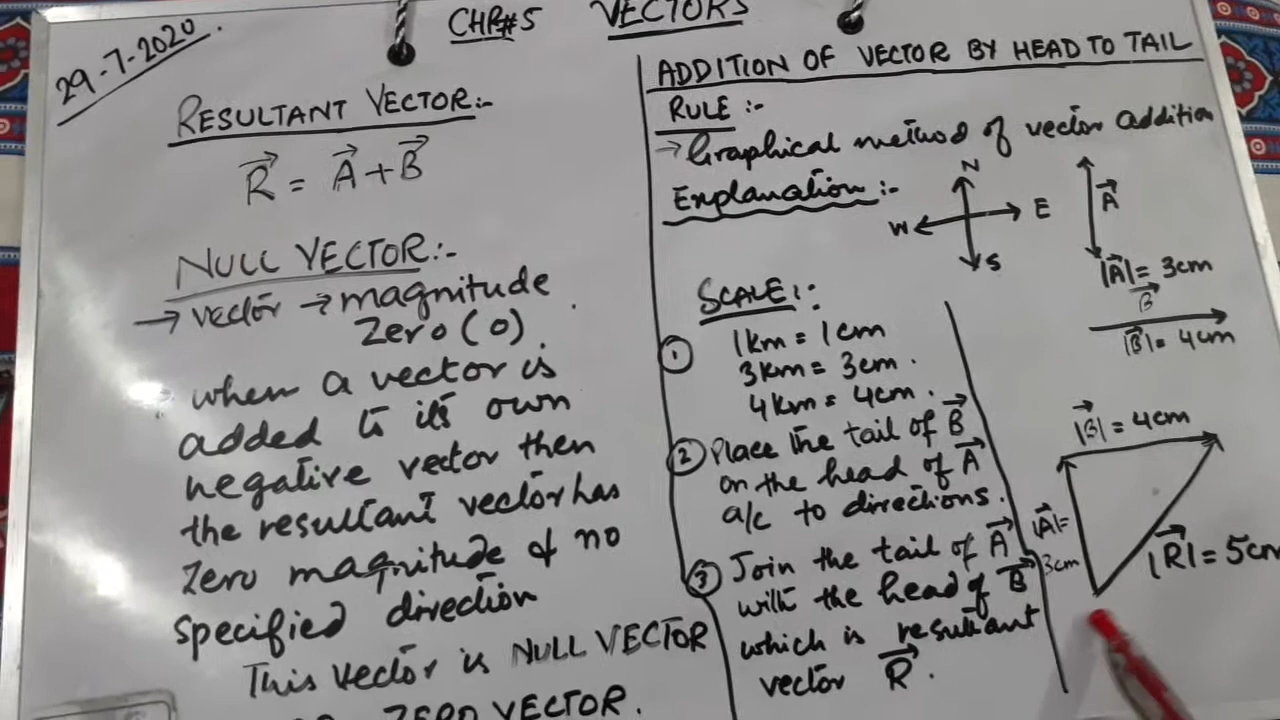 29-7-2020.
CHP#5 VECTORS
RESULTANT VECTOR:-
R = A + B
NULL VECTOR:-
→ vector → magnitude
zero (0).
when a vector is
added to its own
negative vector then
the resultant vector has
zero magnitude & no
specified direction
This vector is NULL VECTOR
ZERO VECTOR.
ADDITION OF VECTOR BY HEAD TO TAIL
RULE :-
→ Graphical method of vector addition
Explanation :-
N
W E
S
A
|A| = 3cm
B
|B| = 4cm
SCALE :-
① 1km = 1cm
3km = 3cm.
4km = 4cm.
② Place the tail of B
on the head of A
a/c to directions.
③ Join the tail of A
with the head of B
which is resultant
vector R.
|B| = 4cm
|A| =
3cm
|R| = 5cm